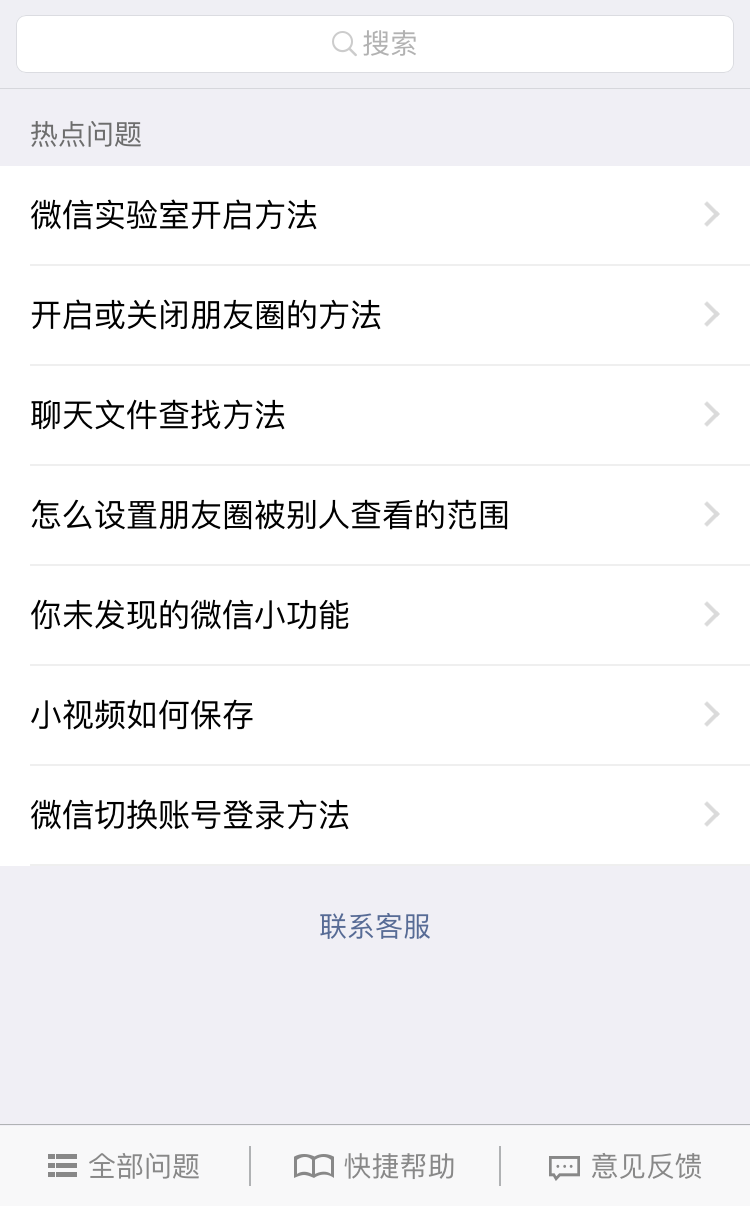 搜索
热点问题
微信实验室开启方法
开启或关闭朋友圈的方法
聊天文件查找方法
怎么设置朋友圈被别人查看的范围
你未发现的微信小功能
小视频如何保存
微信切换账号登录方法
联系客服
全部问题
快捷帮助
意见反馈